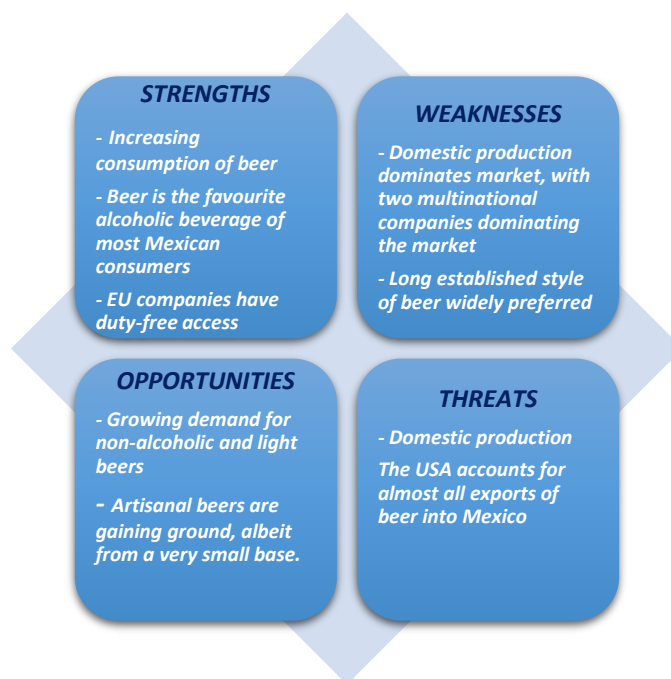 STRENGTHS
- Increasing
consumption of beer
- Beer is the favourite
alcoholic beverage of
most Mexican
consumers
- EU companies have
duty-free access
WEAKNESSES
- Domestic production
dominates market, with
two multinational
companies dominating
the market
- Long established style
of beer widely preferred
OPPORTUNITIES
- Growing demand for
non-alcoholic and light
beers
- Artisanal beers are
gaining ground, albeit
from a very small base.
THREATS
- Domestic production
The USA accounts for
almost all exports of
beer into Mexico